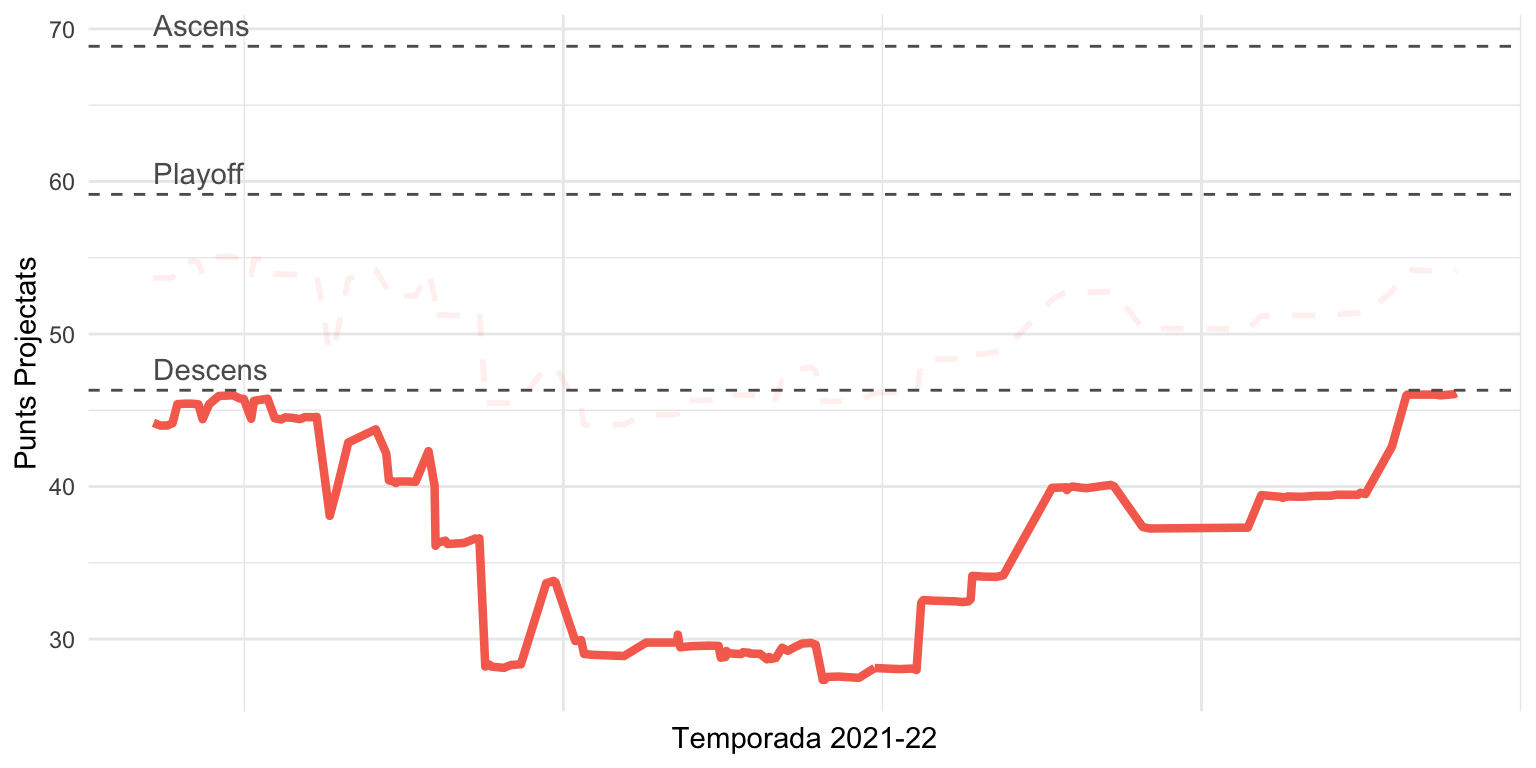 70
Ascens
Playoff
60
50
Descens
40
30
Punts Projectats
Temporada 2021-22